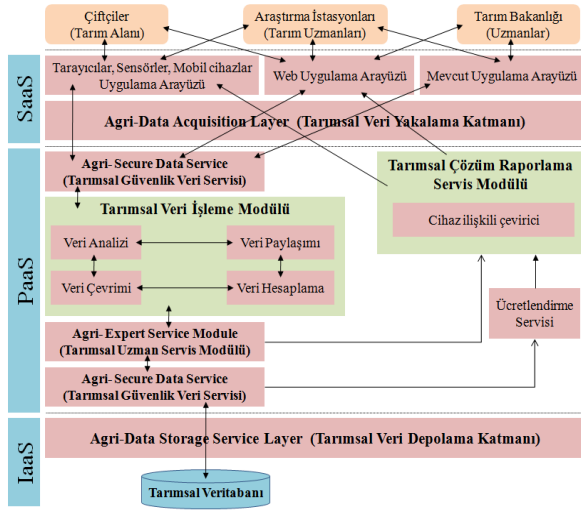 Çiftçiler
(Tarım Alanı)
Araştırma İstasyonları
(Tarım Uzmanları)
Tarım Bakanlığı
(Uzmanlar)
SaaS
Tarayıcılar, Sensörler, Mobil cihazlar
Uygulama Arayüzü
Web Uygulama Arayüzü
Mevcut Uygulama Arayüzü
Agri-Data Acquisition Layer (Tarımsal Veri Yakalama Katmanı)
PaaS
Agri-Secure Data Service
(Tarımsal Güvenlik Veri Servisi)
Tarımsal Çözüm Raporlama
Servis Modülü
Cihaz ilişkili çevirici
Tarımsal Veri İşleme Modülü
Veri Analizi
Veri Paylaşımı
Veri Çevrimi
Veri Hesaplama
Ücretlendirme
Servisi
Agri- Expert Service Module
(Tarımsal Uzman Servis Modülü)
Agri-Secure Data Service
(Tarımsal Güvenlik Veri Servisi)
IaaS
Agri-Data Storage Service Layer (Tarımsal Veri Depolama Katmanı)
Tarımsal Veritabanı